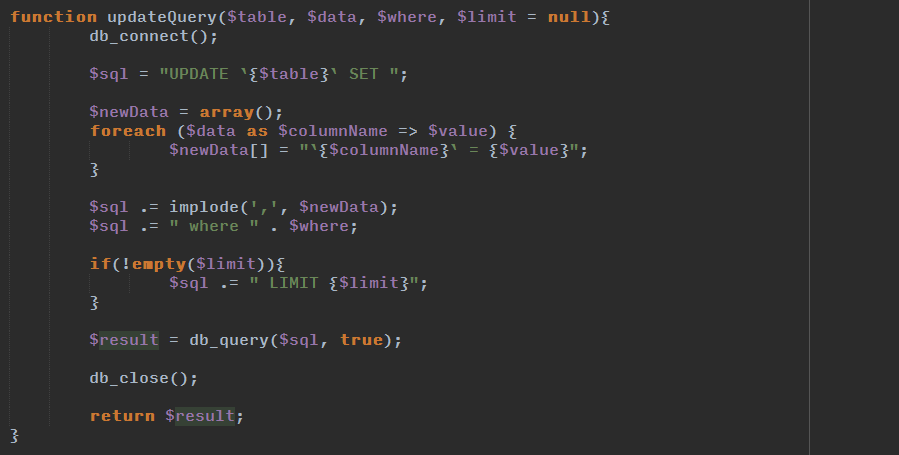 function updateQuery($table, $data, $where, $limit = null){
db_connect();
$sql = "UPDATE `{$table}` SET ";
$newData = array();
foreach ($data as $columnName => $value) {
$newData[] = "`{$columnName}` = {$value}";
}
$sql .= implode(',', $newData);
$sql .= " where " . $where;
if(!empty($limit)){
$sql .= " LIMIT {$limit}";
}
$result = db_query($sql, true);
db_close();
return $result;
}